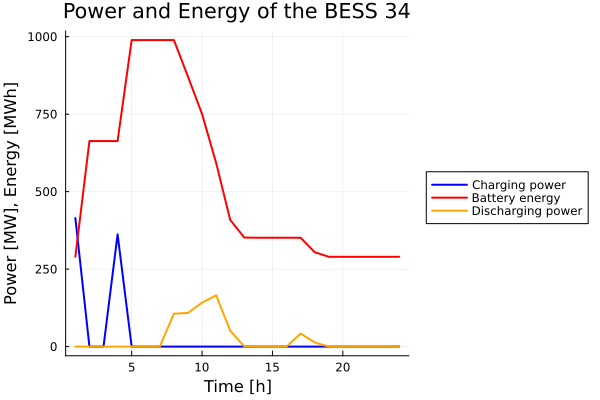 Power and Energy of the BESS 34
Power [MW], Energy [MWh]
1000
750
500
250
0
5
10
15
20
Time [h]
Charging power
Battery energy
Discharging power